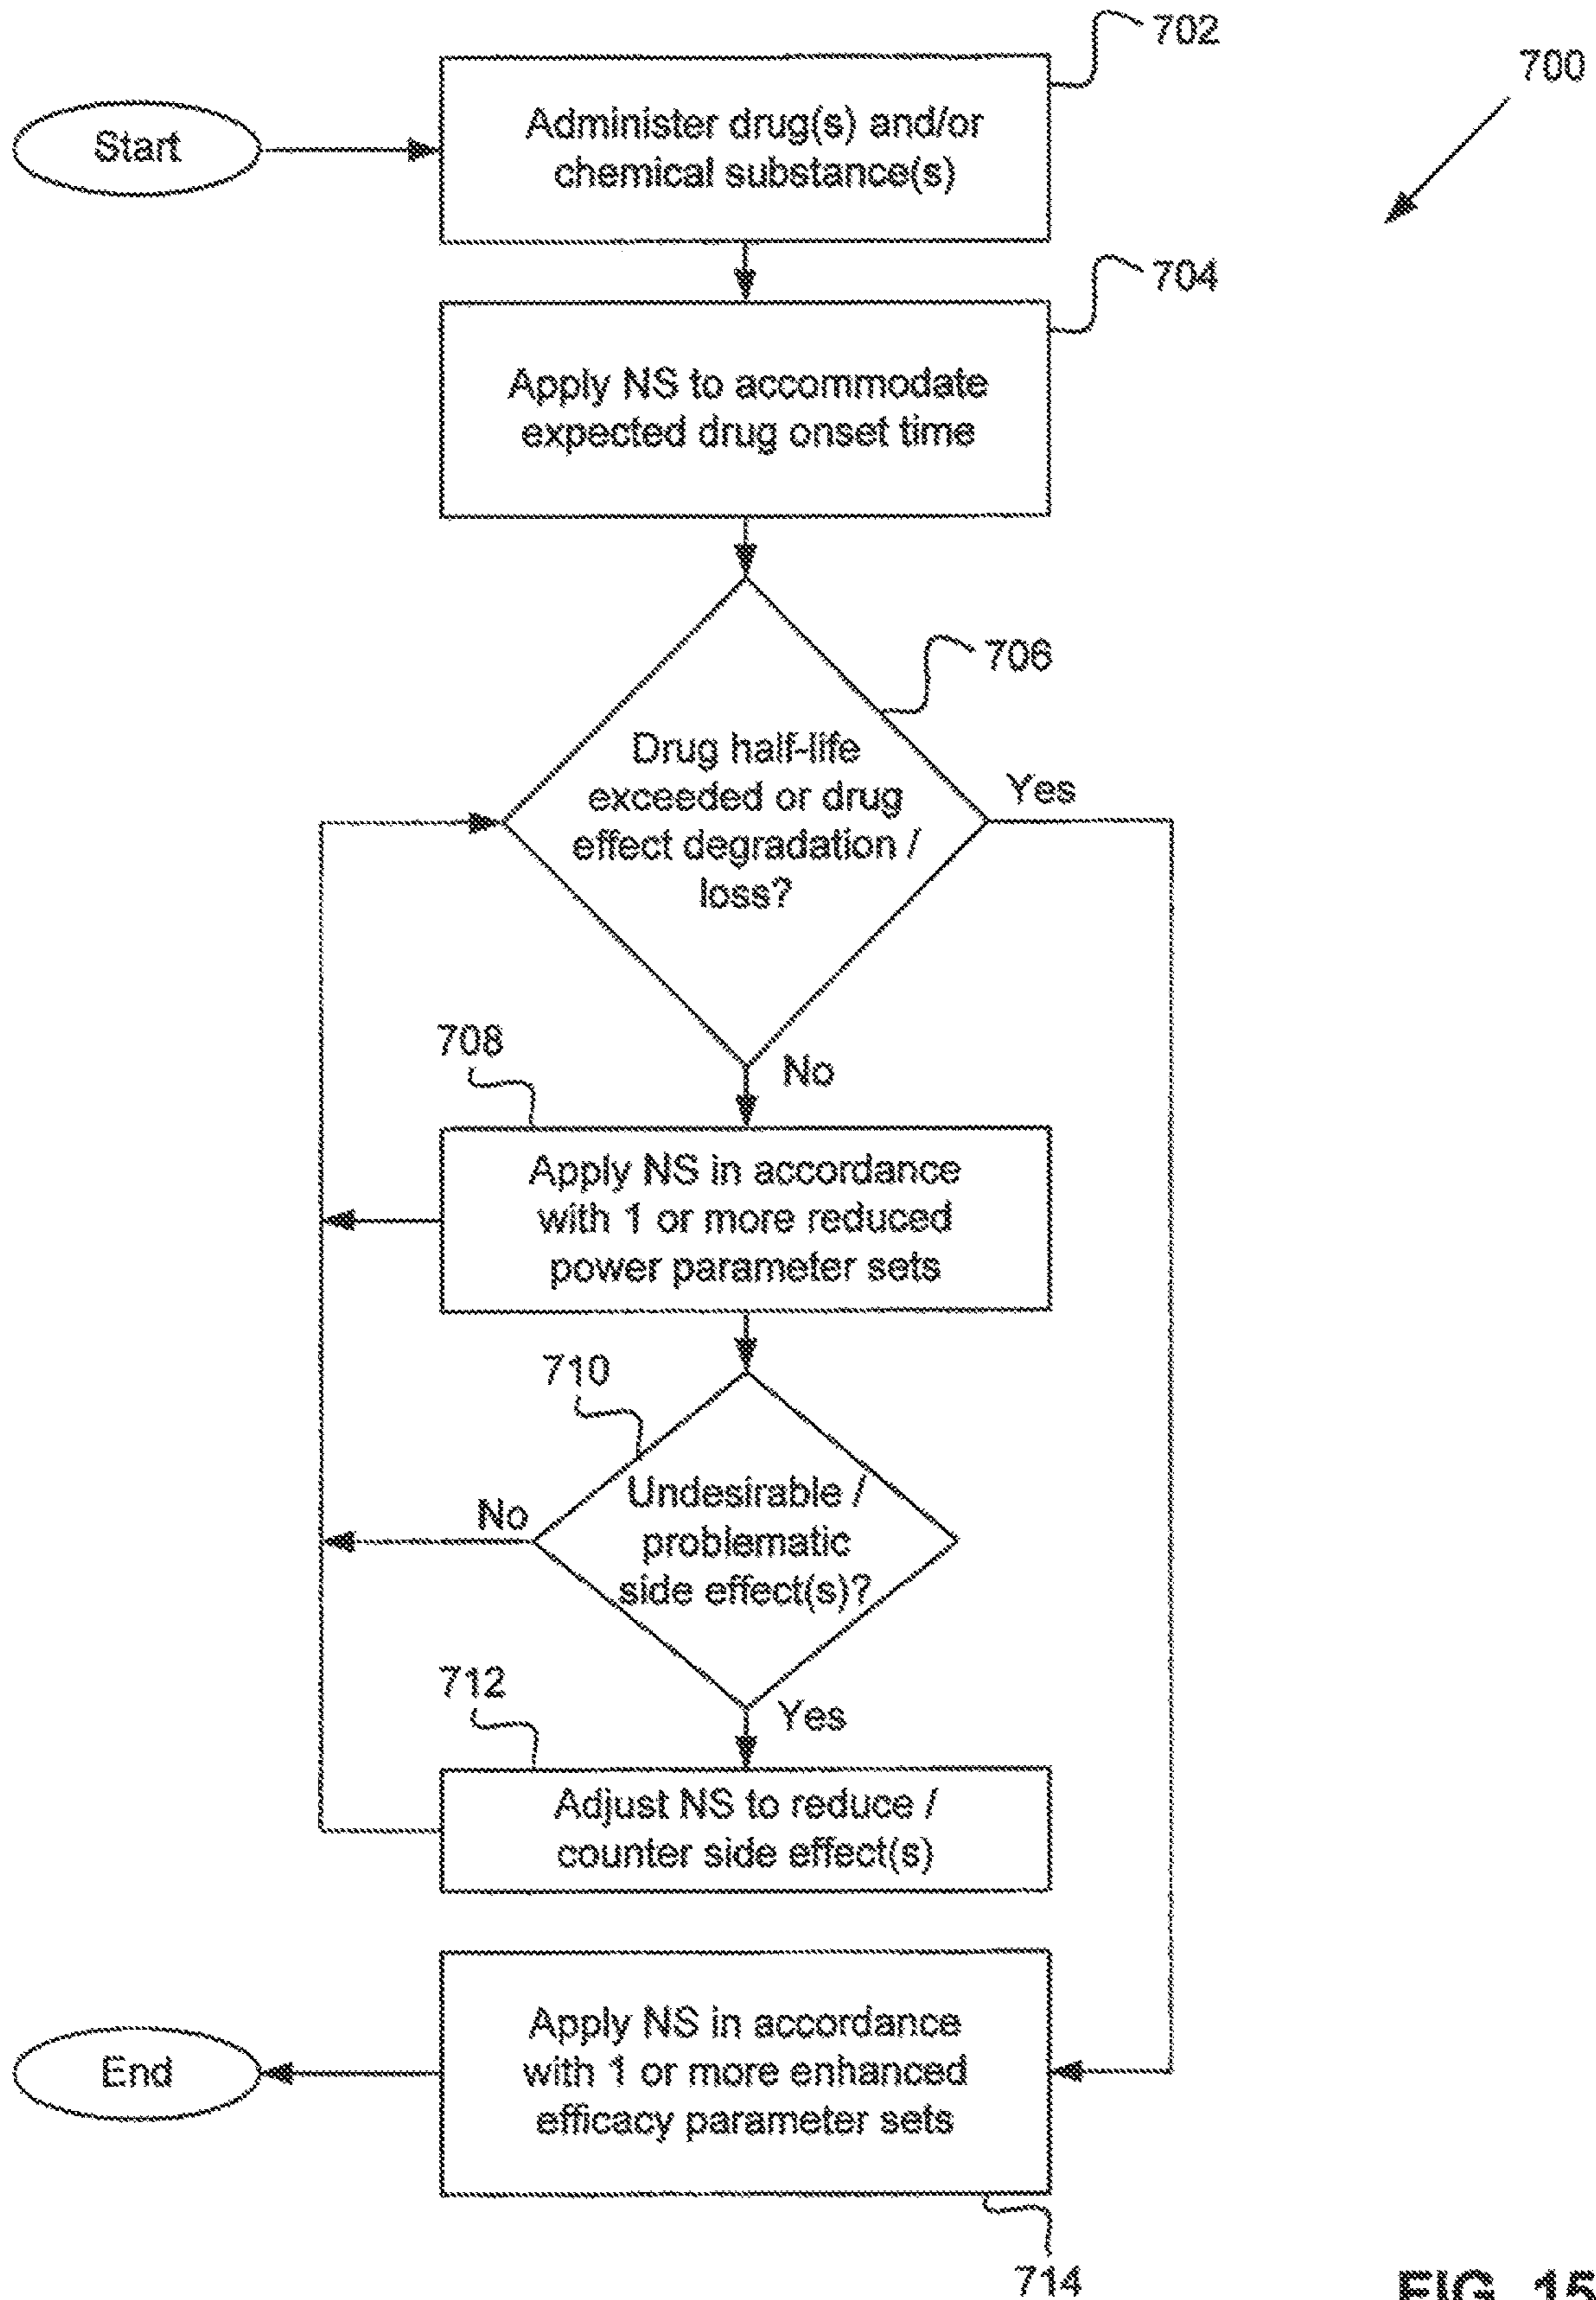 702
700
Start
Administer drug(s) and/or
chemical substance(s)
704
Apply NS to accommodate
expected drug onset time
706
Drug half-life
exceeded or drug
effect degradation /
loss?
Yes
No
708
Apply NS in accordance
with 1 or more reduced
power parameter sets
710
Undesirable /
problematic
side effect(s)?
No
Yes
712
Adjust NS to reduce /
counter side effect(s)
Apply NS in accordance
with 1 or more enhanced
efficacy parameter sets
End
714
FIG. 15